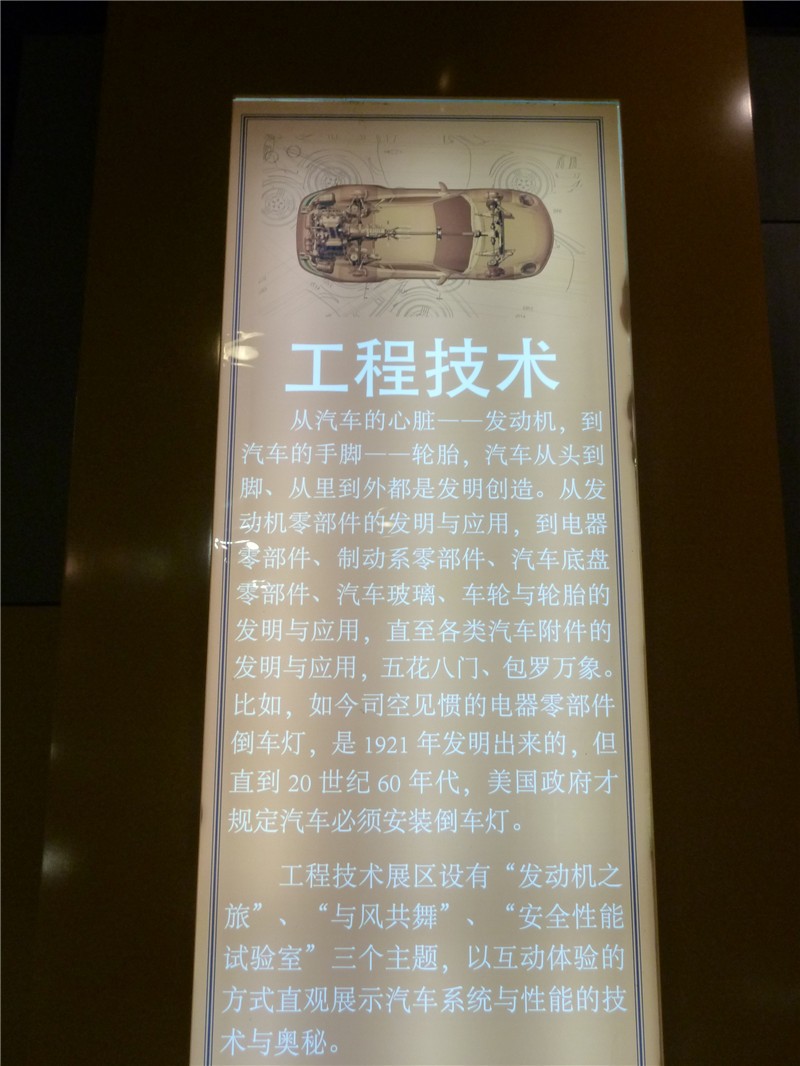 工程技术
从汽车的心脏——发动机，到
汽车的手脚——轮胎，汽车从头到
脚、从里到外都是发明创造。从发
动机零部件的发明与应用，到电器
零部件、制动系零部件、汽车底盘
零部件、汽车玻璃、车轮与轮胎的
发明与应用，直至各类汽车附件的
发明与应用，五花八门、包罗万象。
比如，如今司空见惯的电器零部件
倒车灯，是 1921 年发明出来的，但
直到 20 世纪 60 年代，美国政府才
规定汽车必须安装倒车灯。
工程技术展区设有“发动机之
旅”、“与风共舞”、“安全性能
试验室”三个主题，以互动体验的
方式直观展示汽车系统与性能的技
术与奥秘。